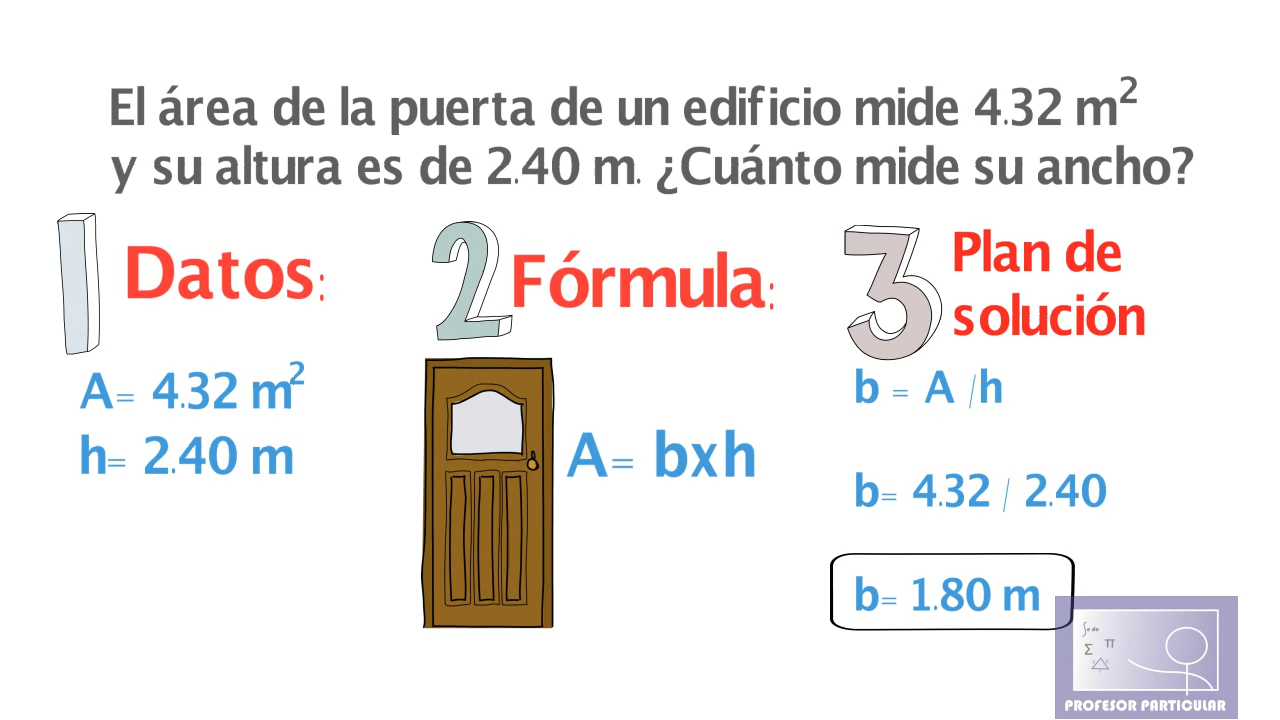 El área de la puerta de un edificio mide 4.32 m²
y su altura es de 2.40 m. ¿Cuánto mide su ancho?
1 Datos:
A= 4.32 m²
h= 2.40 m
2 Fórmula:
A= bxh
3 Plan de
solución
b = A /h
b= 4.32 / 2.40
b= 1.80 m
Σ π
PROFESOR PARTICULAR